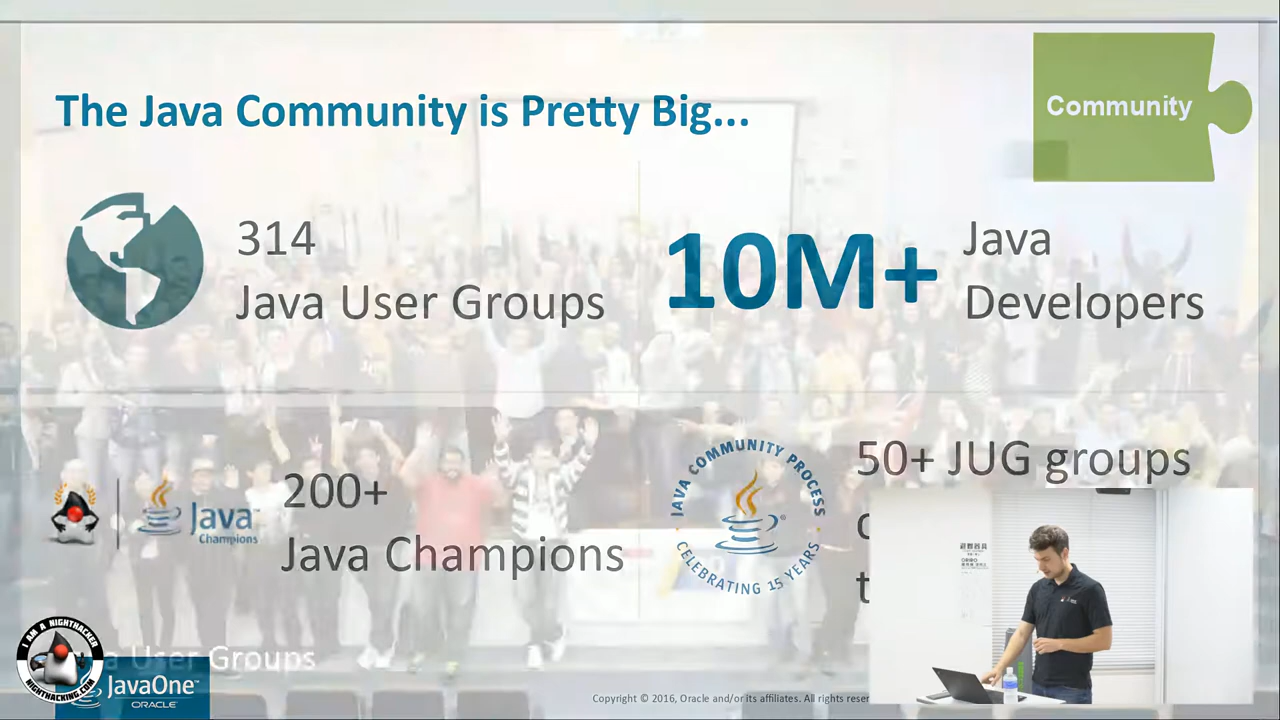 The Java Community is Pretty Big...
Community
314
Java User Groups
10M+
Java
Developers
200+
Java Champions
Java™
Champions
JAVA COMMUNITY PROCESS
CELEBRATING 15 YEARS
50+ JUG groups
I AM A NIGHTHACKER
NIGHTHACKING.COM
User Groups
JavaOne™
ORACLE
Copyright © 2016, Oracle and/or its affiliates. All rights reser